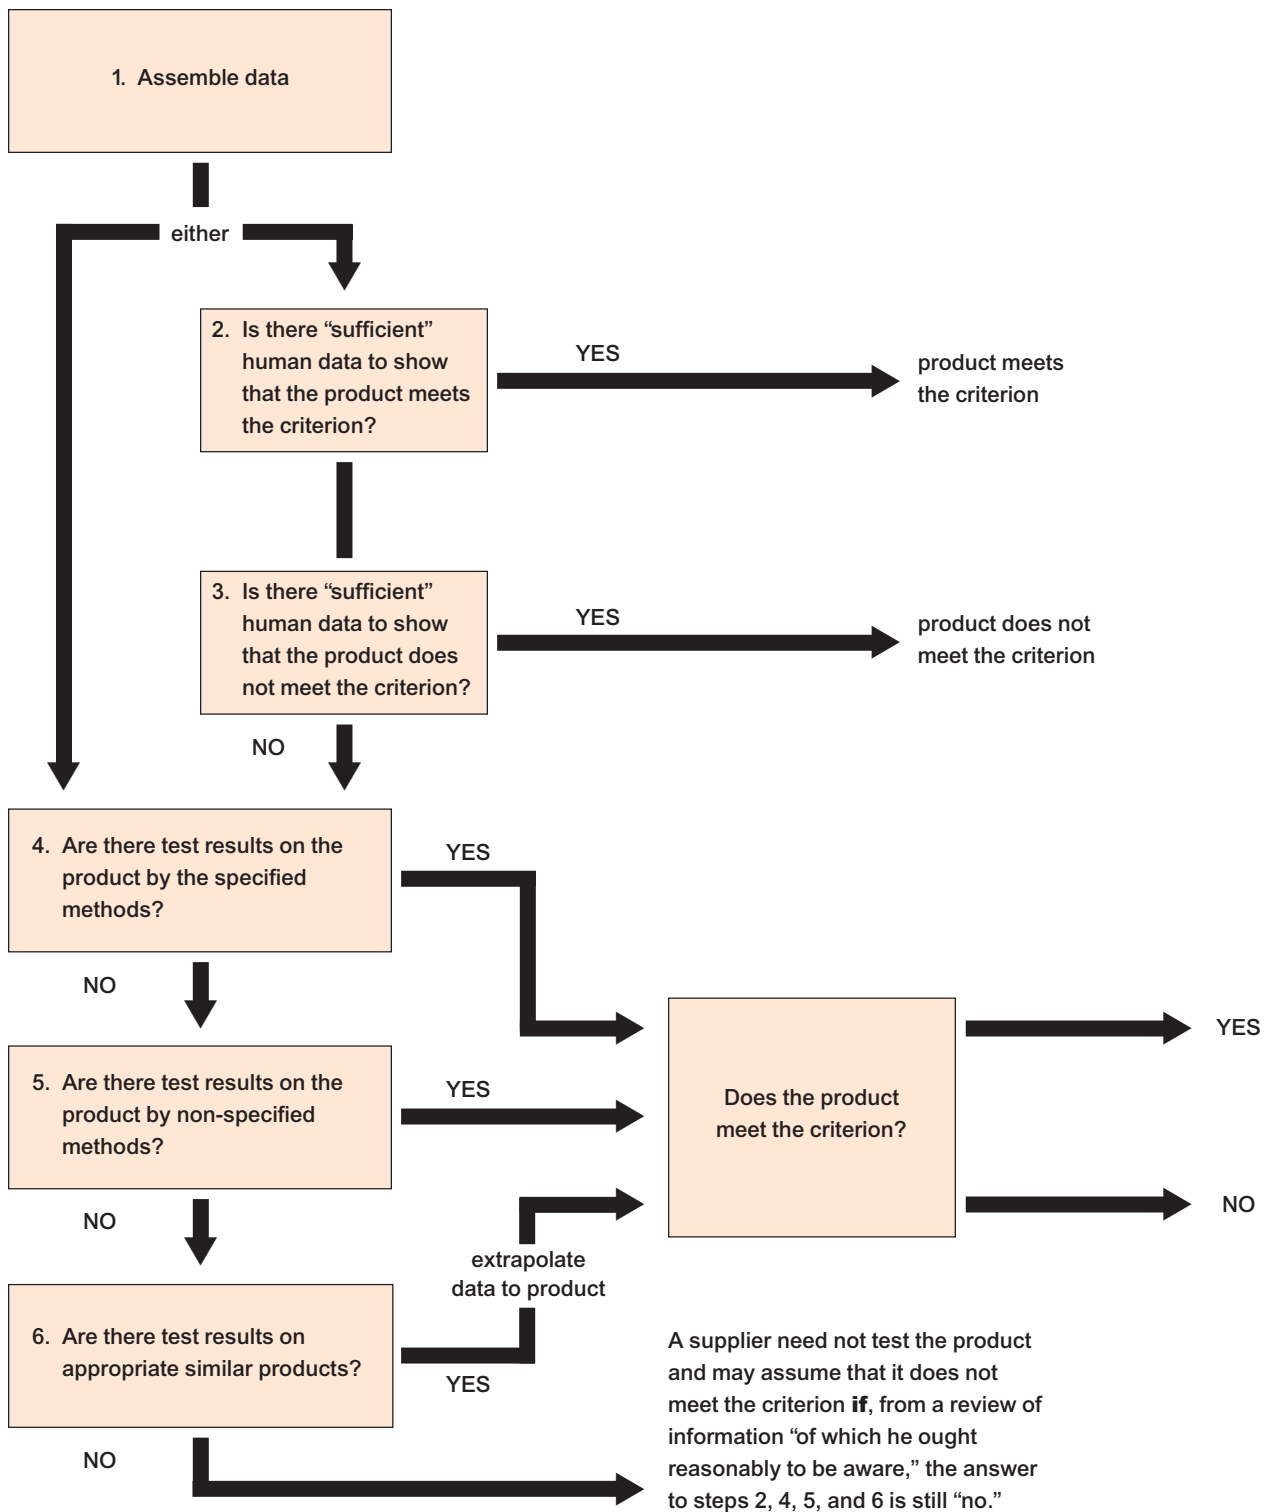 1. Assemble data
either
2. Is there “sufficient”
human data to show
that the product meets
the criterion?
YES
product meets
the criterion
3. Is there “sufficient”
human data to show
that the product does
not meet the criterion?
YES
product does not
meet the criterion
NO
4. Are there test results on the
product by the specified
methods?
YES
NO
5. Are there test results on the
product by non-specified
methods?
YES
Does the product
meet the criterion?
YES
NO
NO
extrapolate
data to product
6. Are there test results on
appropriate similar products?
YES
NO
A supplier need not test the product
and may assume that it does not
meet the criterion if, from a review of
information “of which he ought
reasonably to be aware,” the answer
to steps 2, 4, 5, and 6 is still “no.”